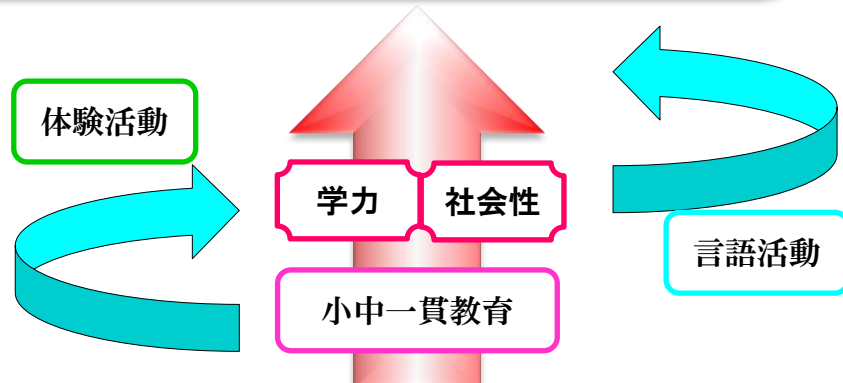 体験活動
学力
社会性
言語活動
小中一貫教育